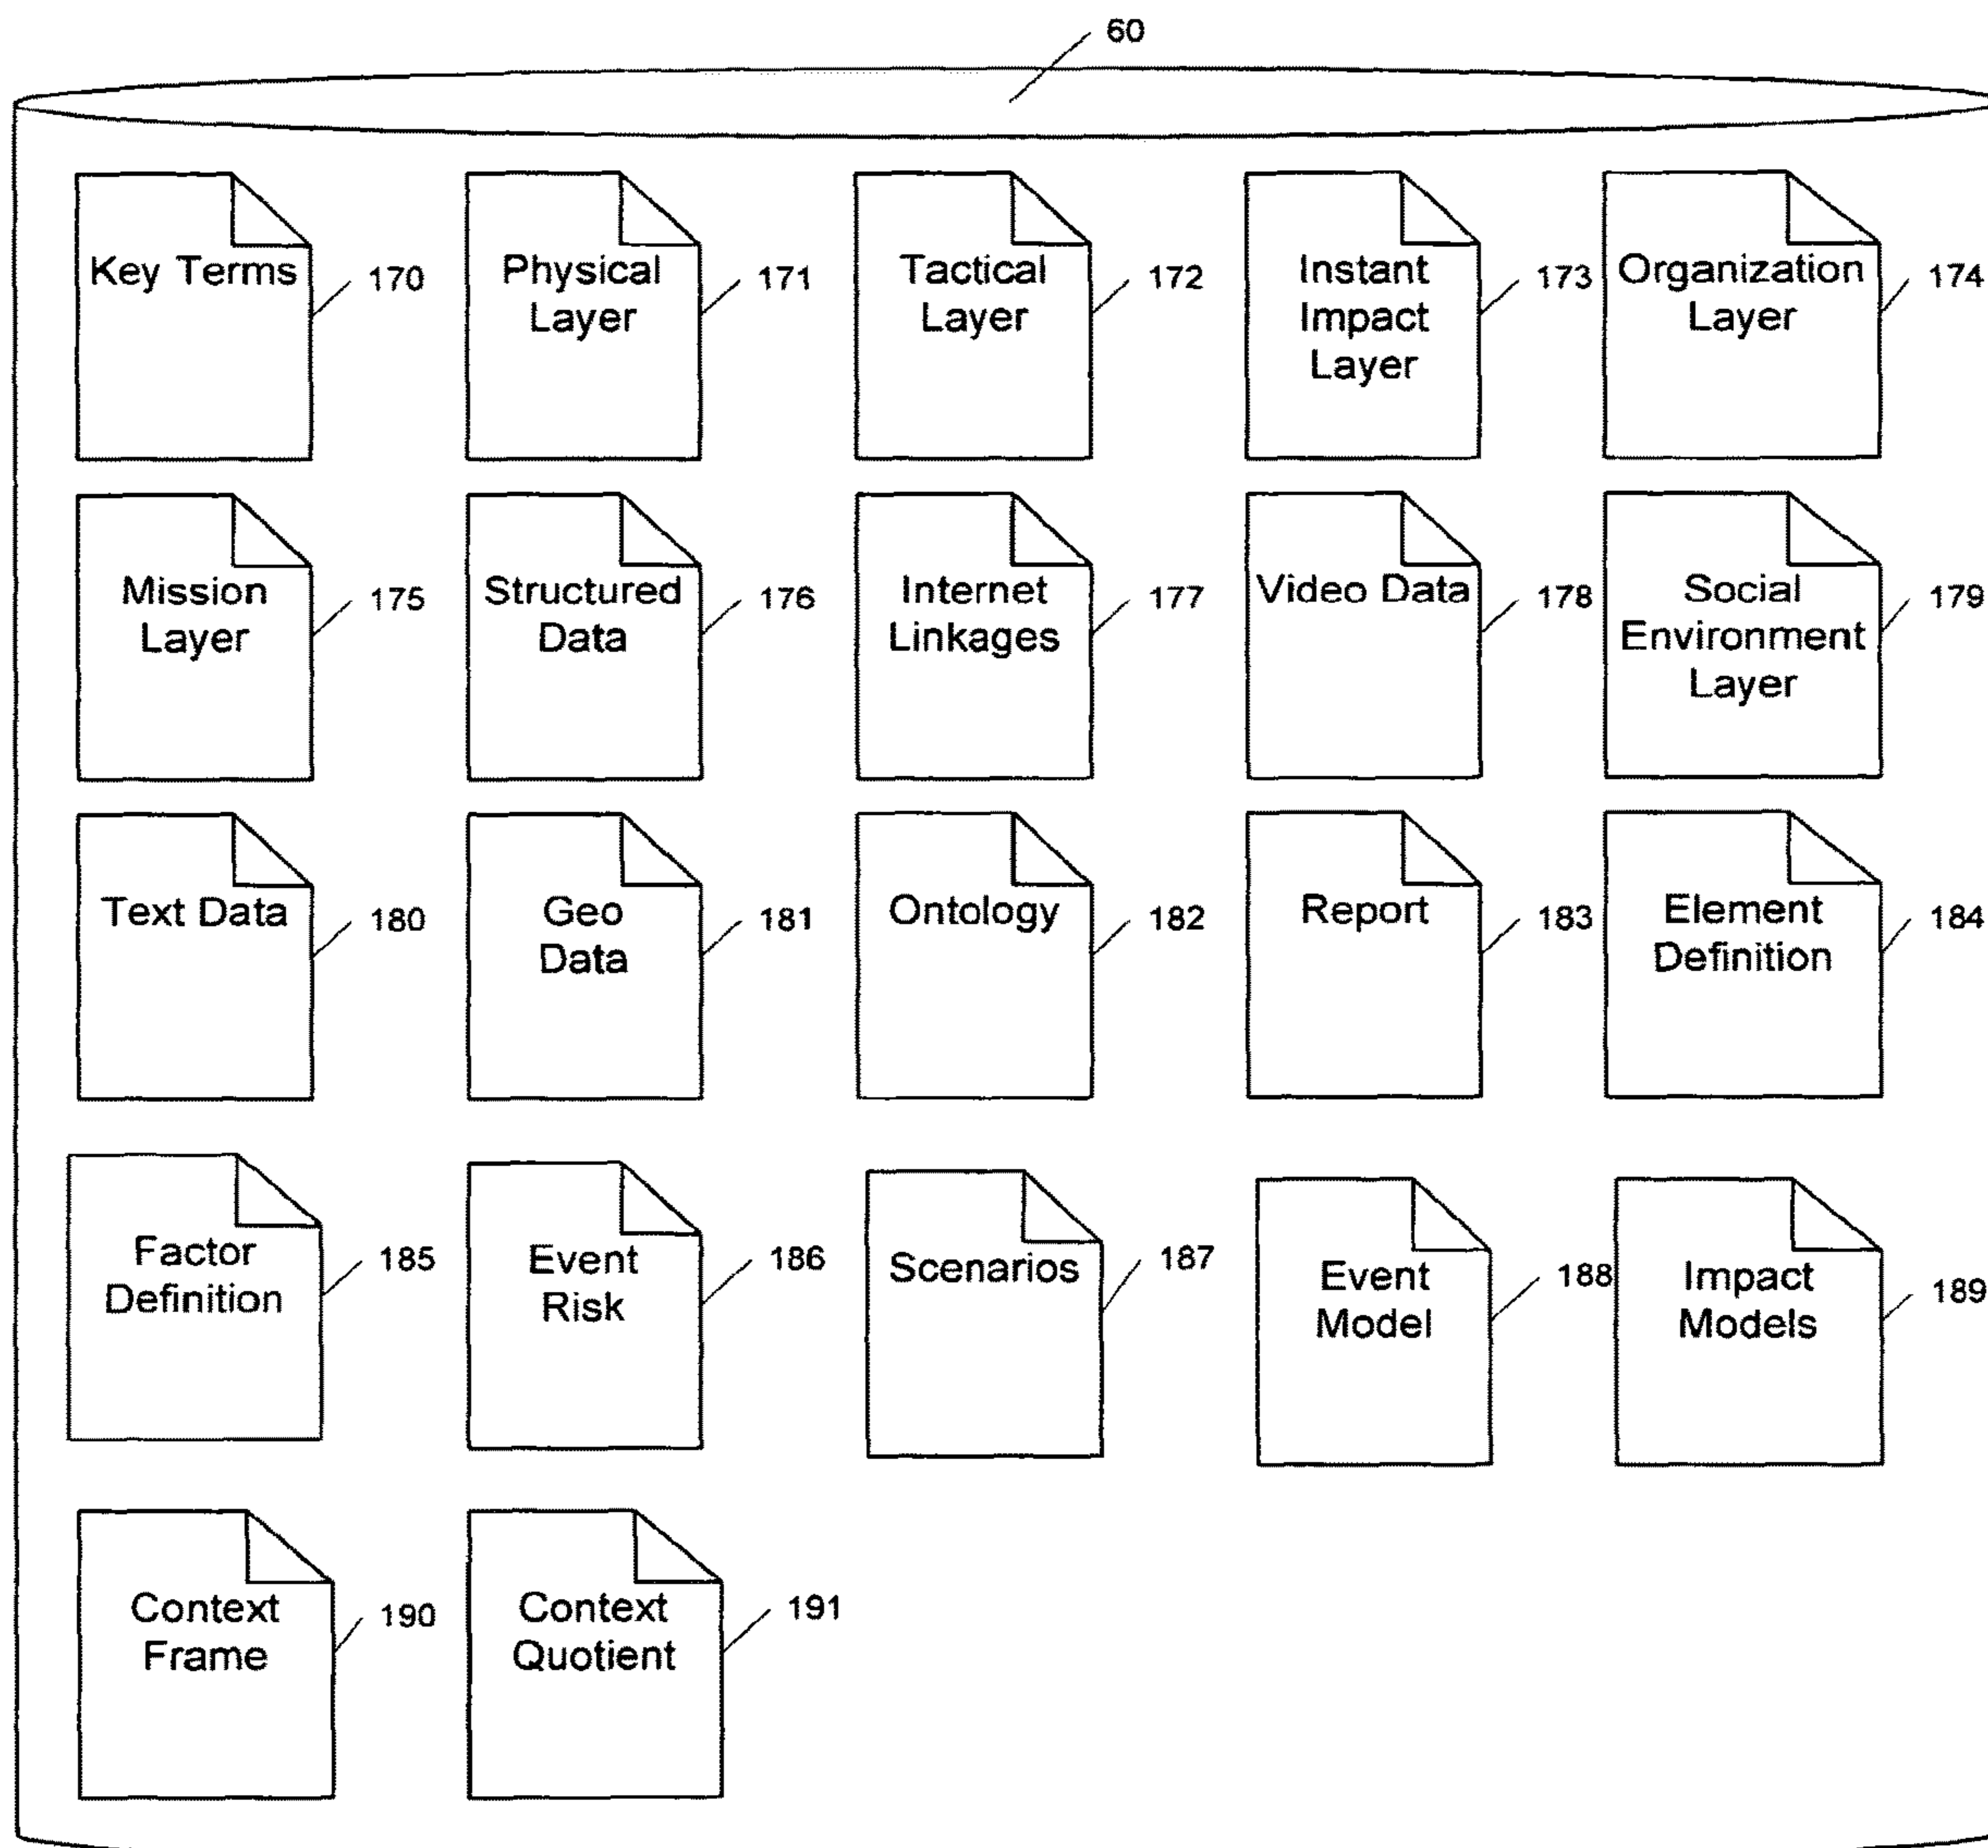 60
Key Terms
170
Physical
Layer
171
Tactical
Layer
172
Instant
Impact
Layer
173
Organization
Layer
174
Mission
Layer
175
Structured
Data
176
Internet
Linkages
177
Video Data
178
Social
Environment
Layer
179
Text Data
180
Geo
Data
181
Ontology
182
Report
183
Element
Definition
184
Factor
Definition
185
Event
Risk
186
Scenarios
187
Event
Model
188
Impact
Models
189
Context
Frame
190
Context
Quotient
191